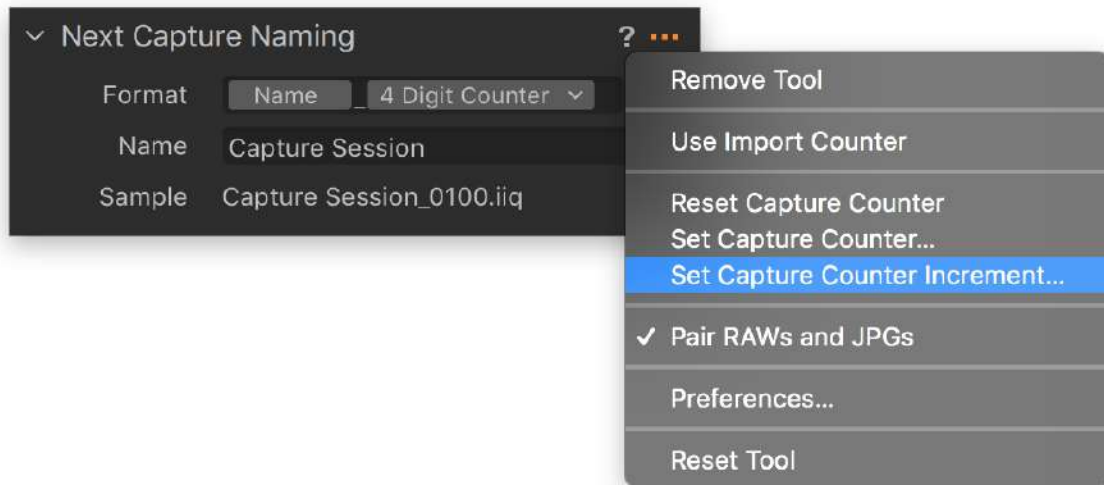 Next Capture Naming ?
Format Name _ 4 Digit Counter
Name Capture Session
Sample Capture Session_0100.iiq
Remove Tool
Use Import Counter
Reset Capture Counter
Set Capture Counter...
Set Capture Counter Increment...
✓ Pair RAWs and JPGs
Preferences...
Reset Tool